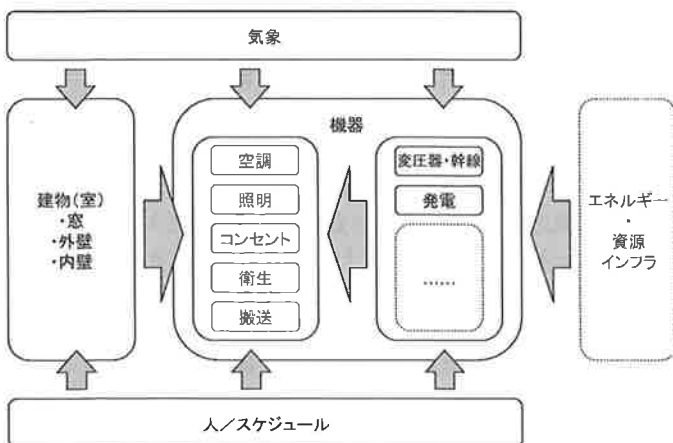 気象
機器
建物(室)
・窓
・外壁
・内壁
空調
照明
コンセント
衛生
搬送
変圧器・幹線
発電
……
エネルギー
・
資源
インフラ
人／スケジュール